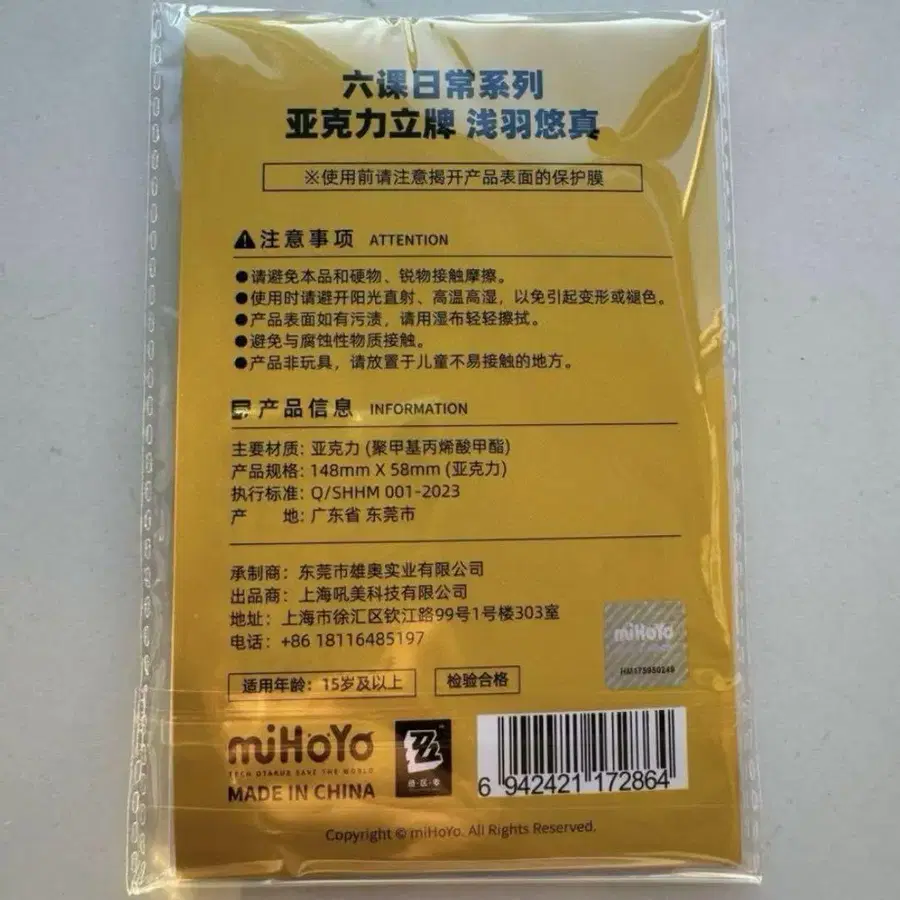 六课日常系列
亚克力立牌 浅羽悠真
※使用前请注意揭开产品表面的保护膜
注意事项 ATTENTION
●请避免本品和硬物、锐物接触摩擦。
●使用时请避开阳光直射、高温高湿，以免引起变形或褪色。
●产品表面如有污渍，请用湿布轻轻擦拭。
●避免与腐蚀性物质接触。
●产品非玩具，请放置于儿童不易接触的地方。
产品信息 INFORMATION
主要材质: 亚克力 (聚甲基丙烯酸甲酯)
产品规格: 148mm X 58mm (亚克力)
执行标准: Q/SHHM 001-2023
产 地: 广东省 东莞市
承制商: 东莞市雄奥实业有限公司
出品商: 上海吼美科技有限公司
地址: 上海市徐汇区钦江路99号1号楼303室
电话: +86 18116485197
miHoYo
HM175950249
适用年龄: 15岁及以上
检验合格
miHoYo
TECH OTAKUS SAVE THE WORLD
MADE IN CHINA
绝·区·零
6 942421 172864
Copyright © miHoYo. All Rights Reserved.